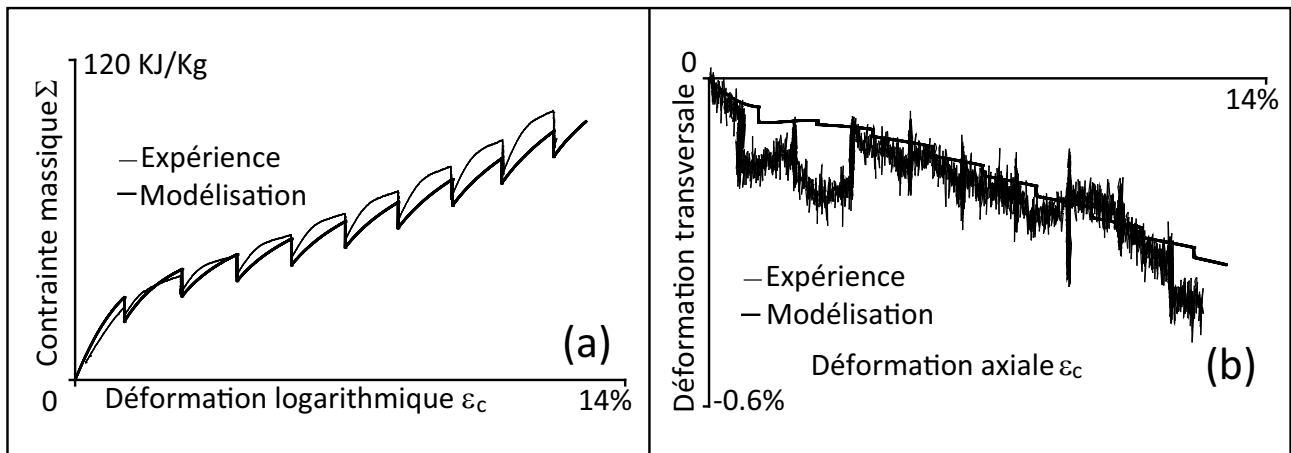 120 KJ/Kg
Contrainte massique Σ
Expérience
Modélisation
(a)
0
Déformation logarithmique εc
14%
0
14%
Déformation transversale
Expérience
Modélisation
Déformation axiale εc
(b)
-0.6%